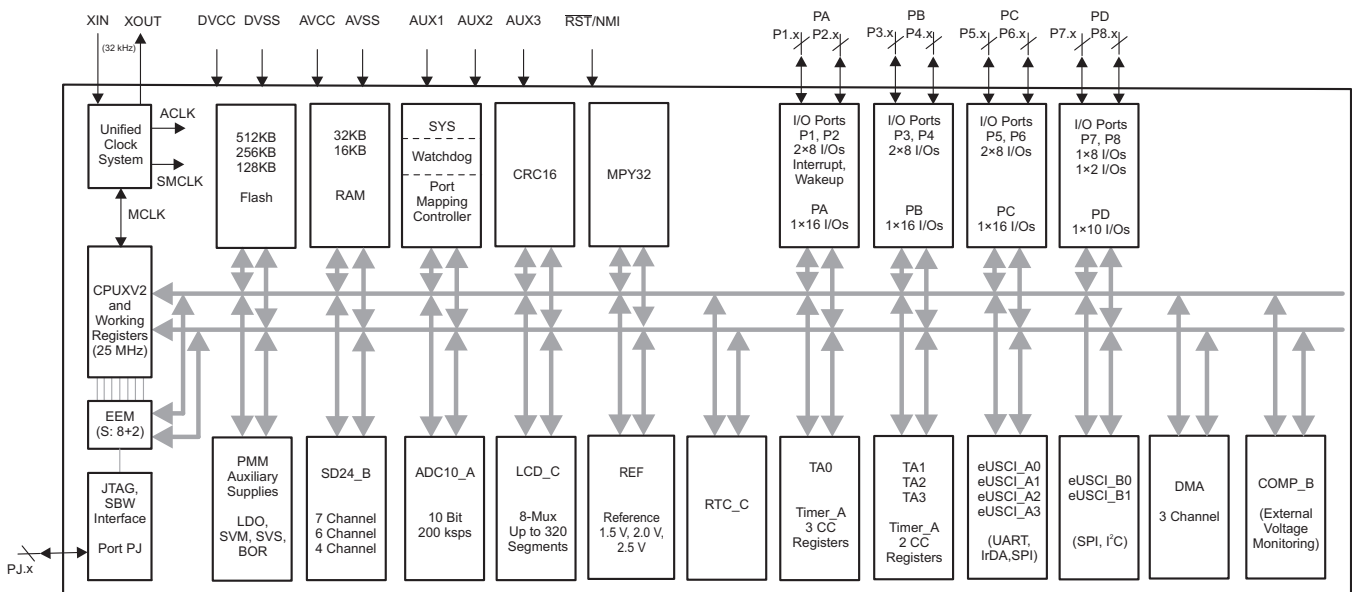 XIN XOUT DVCC DVSS AVCC AVSS AUX1 AUX2 AUX3 RST/NMI
(32 kHz)
PA PB PC PD
P1.x P2.x P3.x P4.x P5.x P6.x P7.x P8.x
Unified
Clock
System
ACLK
SMCLK
MCLK
512KB
256KB
128KB
Flash
32KB
16KB
RAM
SYS
Watchdog
Port
Mapping
Controller
CRC16
MPY32
I/O Ports
P1, P2
2×8 I/Os
Interrupt,
Wakeup
PA
1×16 I/Os
I/O Ports
P3, P4
2×8 I/Os
PB
1×16 I/Os
I/O Ports
P5, P6
2×8 I/Os
PC
1×16 I/Os
I/O Ports
P7, P8
1×8 I/Os
1×2 I/Os
PD
1×10 I/Os
CPUXV2
and
Working
Registers
(25 MHz)
EEM
(S: 8+2)
JTAG,
SBW
Interface
Port PJ
PJ.x
PMM
Auxiliary
Supplies
LDO,
SVM, SVS,
BOR
SD24_B
7 Channel
6 Channel
4 Channel
ADC10_A
10 Bit
200 ksps
LCD_C
8-Mux
Up to 320
Segments
REF
Reference
1.5 V, 2.0 V,
2.5 V
RTC_C
TA0
Timer_A
3 CC
Registers
TA1
TA2
TA3
Timer_A
2 CC
Registers
eUSCI_A0
eUSCI_A1
eUSCI_A2
eUSCI_A3
(UART,
IrDA,SPI)
eUSCI_B0
eUSCI_B1
(SPI, I²C)
DMA
3 Channel
COMP_B
(External
Voltage
Monitoring)